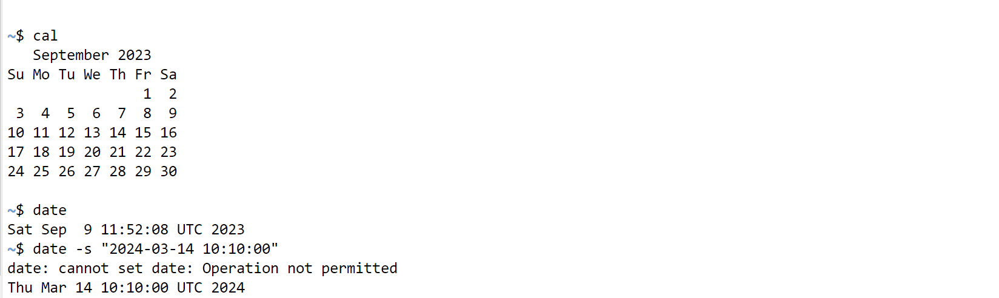 ~$ cal
   September 2023
Su Mo Tu We Th Fr Sa
                1  2
 3  4  5  6  7  8  9
10 11 12 13 14 15 16
17 18 19 20 21 22 23
24 25 26 27 28 29 30

~$ date
Sat Sep  9 11:52:08 UTC 2023
~$ date -s "2024-03-14 10:10:00"
date: cannot set date: Operation not permitted
Thu Mar 14 10:10:00 UTC 2024